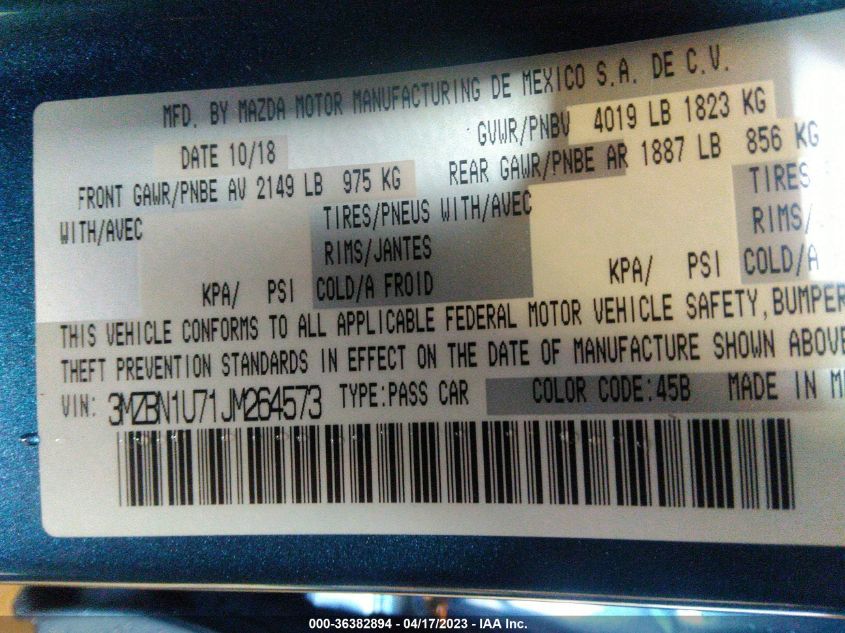 MFD. BY MAZDA MOTOR MANUFACTURING DE MEXICO S.A. DE C.V.
DATE 10/18 GVWR/PNBV 4019 LB 1823 KG
FRONT GAWR/PNBE AV 2149 LB 975 KG REAR GAWR/PNBE AR 1887 LB 856 KG
WITH/AVEC TIRES/PNEUS WITH/AVEC TIRES
RIMS/JANTES RIMS/
KPA/ PSI COLD/A FROID KPA/ PSI COLD/A
THIS VEHICLE CONFORMS TO ALL APPLICABLE FEDERAL MOTOR VEHICLE SAFETY, BUMPER
THEFT PREVENTION STANDARDS IN EFFECT ON THE DATE OF MANUFACTURE SHOWN ABOVE
VIN: 3MZBN1U71JM264573 TYPE:PASS CAR COLOR CODE:45B MADE IN M
000-36382894 - 04/17/2023 - IAA Inc.